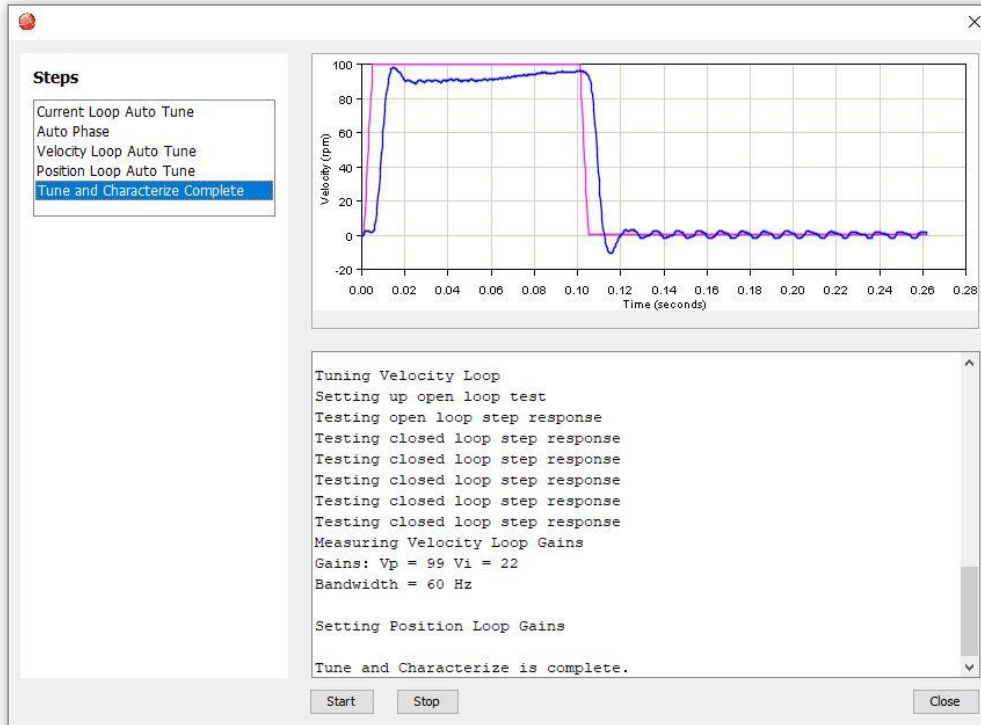 Steps
Current Loop Auto Tune
Auto Phase
Velocity Loop Auto Tune
Position Loop Auto Tune
Tune and Characterize Complete
Velocity (rpm)
100
80
60
40
20
0
-20
0.00 0.02 0.04 0.06 0.08 0.10 0.12 0.14 0.16 0.18 0.20 0.22 0.24 0.26 0.28
Time (seconds)
Tuning Velocity Loop
Setting up open loop test
Testing open loop step response
Testing closed loop step response
Testing closed loop step response
Testing closed loop step response
Testing closed loop step response
Testing closed loop step response
Measuring Velocity Loop Gains
Gains: Vp = 99 Vi = 22
Bandwidth = 60 Hz
Setting Position Loop Gains
Tune and Characterize is complete.
Start Stop Close